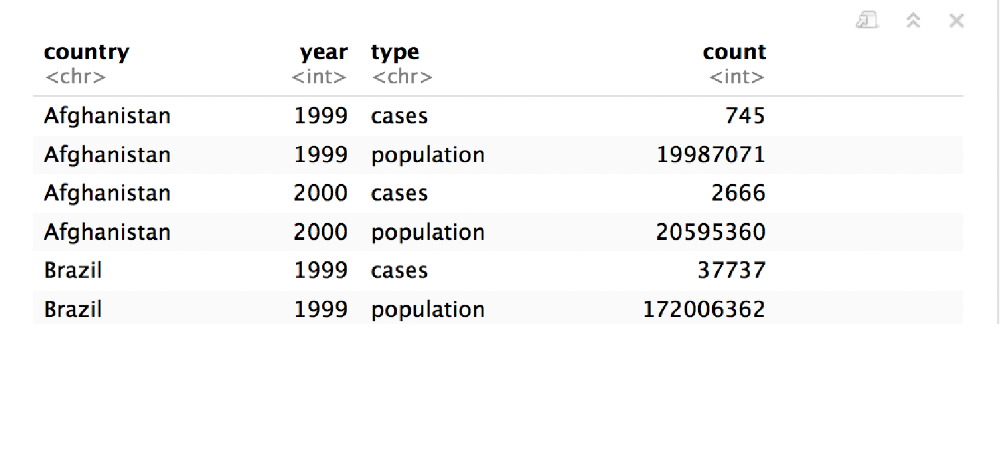 country year type count
<chr> <int> <chr> <int>
Afghanistan 1999 cases 745
Afghanistan 1999 population 19987071
Afghanistan 2000 cases 2666
Afghanistan 2000 population 20595360
Brazil 1999 cases 37737
Brazil 1999 population 172006362